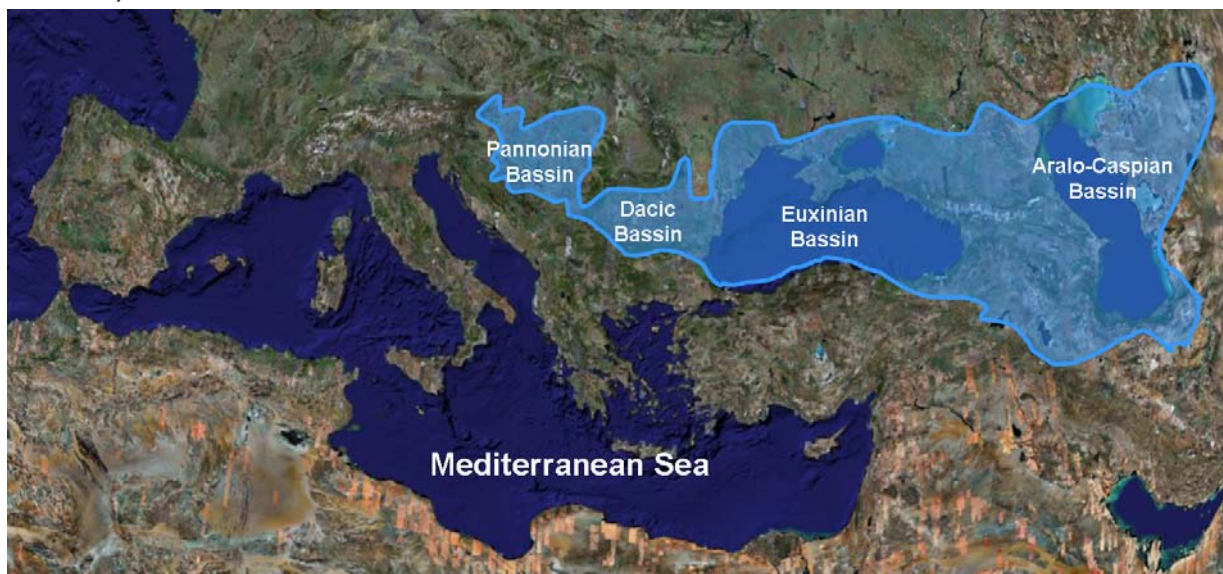 Pannonian
Bassin
Dacic
Bassin
Euxinian
Bassin
Aralo-Caspian
Bassin
Mediterranean Sea